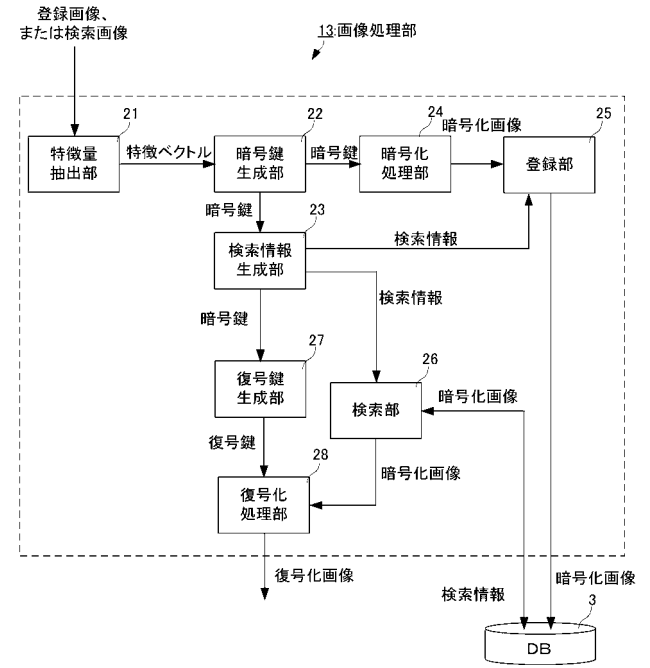 登録画像、
または検索画像
13:画像処理部
21
特徴量
抽出部
特徴ベクトル
22
暗号鍵
生成部
暗号鍵
24
暗号化
処理部
暗号化画像
25
登録部
暗号鍵
23
検索情報
生成部
検索情報
検索情報
暗号鍵
27
復号鍵
生成部
26
検索部
暗号化画像
復号鍵
28
復号化
処理部
暗号化画像
復号化画像
検索情報
暗号化画像
3
DB